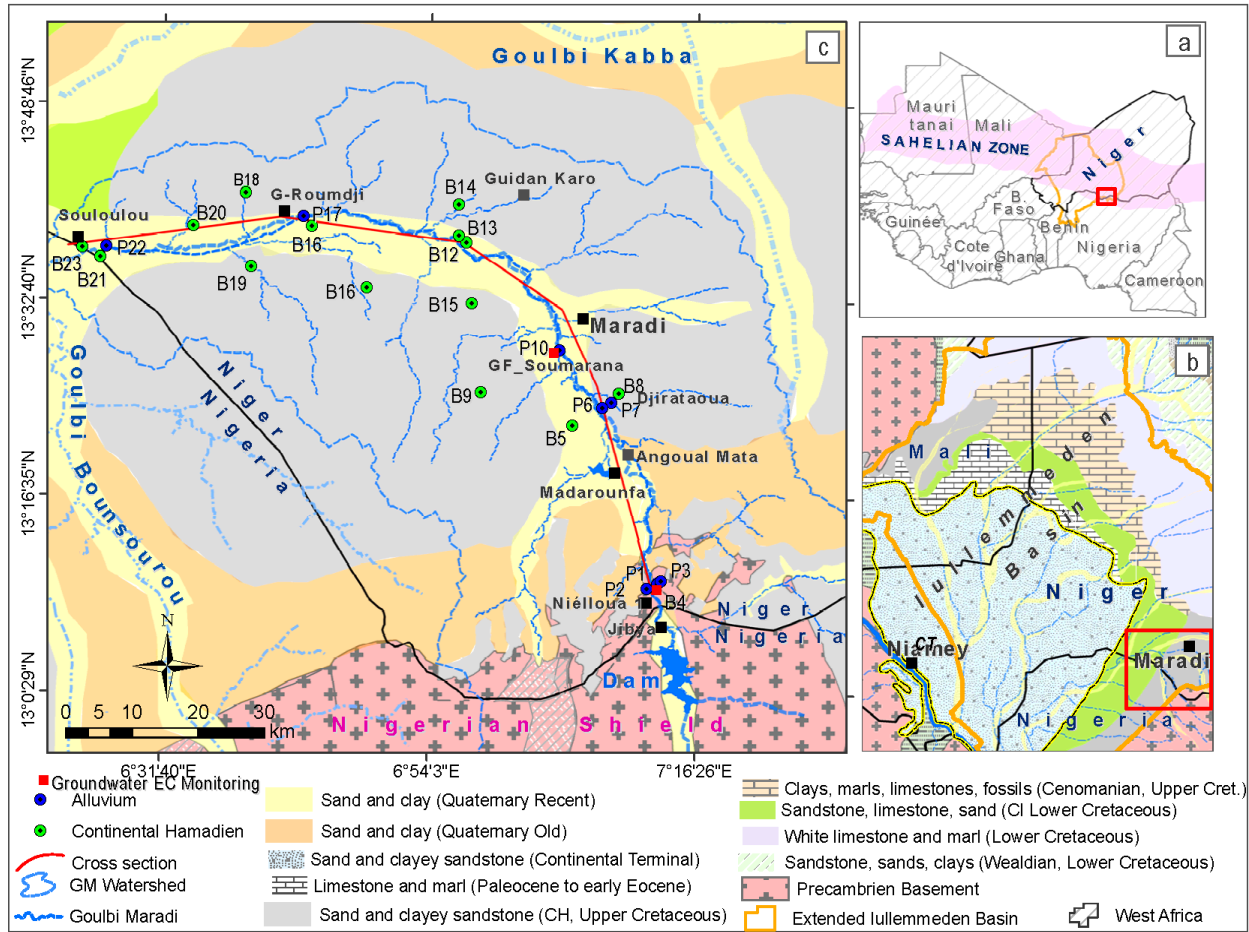 c
Goulbi Kabba
13°48'46"N
13°32'40"N
13°16'35"N
13°0'29"N
B18
G-Roumdji
B14
Guidan Karo
Souloulou
B20
P17
B13
P22
B16
B12
B23
B21
B19
B16
B15
Maradi
P10
GF_Soumarana
B9
B8
Djirataoua
P6
P7
B5
Angoual Mata
Madarounfa
Niger
Nigeria
Goulbi Bounsourou
P1
P3
P2
Niélloua
B4
Niger
Nigeria
Jibya
Dam
Nigerian Shield
N
0 5 10 20 30
km
6°31'40"E
6°54'3"E
7°16'26"E
a
Mauri
tanai
Mali
SAHELIAN ZONE
Niger
B.
Faso
Guinée
Benin
Cote
d'Ivoire
Ghana
Nigeria
Cameroon
b
Mali
Iullemmeden
Basin
Niger
CT
Niamey
Maradi
Nigeria
Groundwater EC Monitoring
Alluvium
Continental Hamadien
Cross section
GM Watershed
Goulbi Maradi
Sand and clay (Quaternary Recent)
Sand and clay (Quaternary Old)
Sand and clayey sandstone (Continental Terminal)
Limestone and marl (Paleocene to early Eocene)
Sand and clayey sandstone (CH, Upper Cretaceous)
Clays, marls, limestones, fossils (Cenomanian, Upper Cret.)
Sandstone, limestone, sand (CI Lower Cretaceous)
White limestone and marl (Lower Cretaceous)
Sandstone, sands, clays (Wealdian, Lower Cretaceous)
Precambrien Basement
Extended Iullemmeden Basin
West Africa